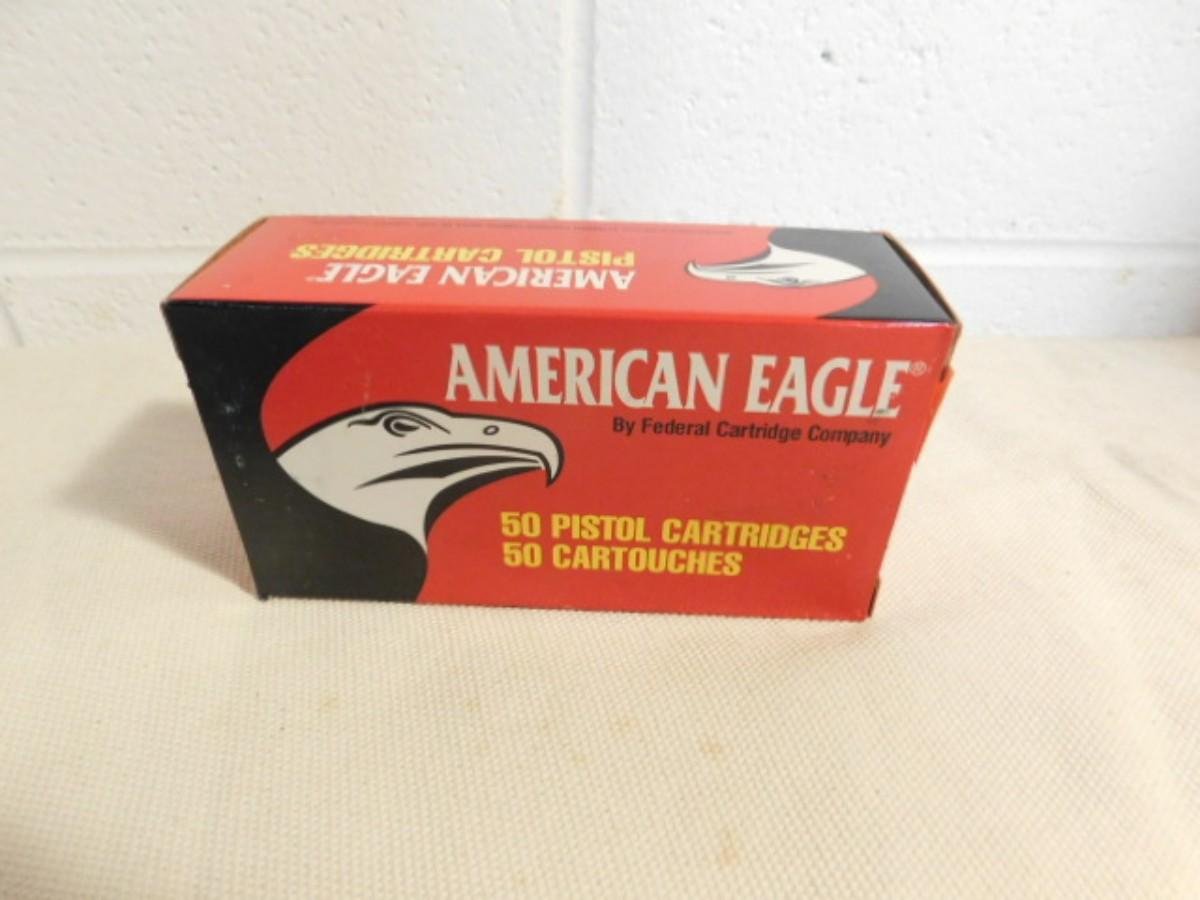 PISTOL CARTRIDGES
AMERICAN EAGLE
AMERICAN EAGLE®
By Federal Cartridge Company
50 PISTOL CARTRIDGES
50 CARTOUCHES